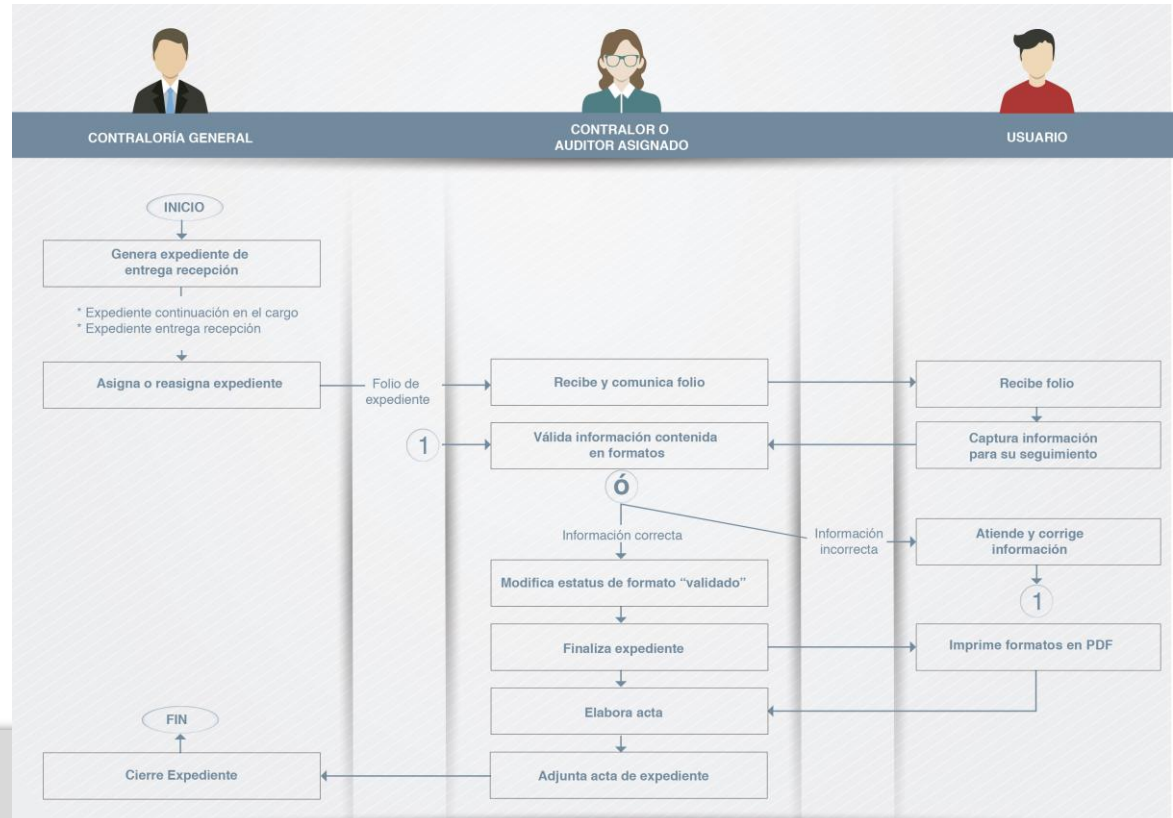 CONTRALORÍA GENERAL
CONTRALOR O
AUDITOR ASIGNADO
USUARIO
INICIO
Genera expediente de
entrega recepción
* Expediente continuación en el cargo
* Expediente entrega recepción
Asigna o reasigna expediente
Folio de
expediente
Recibe y comunica folio
Recibe folio
1
Válida información contenida
en formatos
Captura información
para su seguimiento
ó
Información correcta
Información
incorrecta
Atiende y corrige
información
1
Modifica estatus de formato “validado”
Finaliza expediente
Imprime formatos en PDF
Elabora acta
FIN
Cierre Expediente
Adjunta acta de expediente